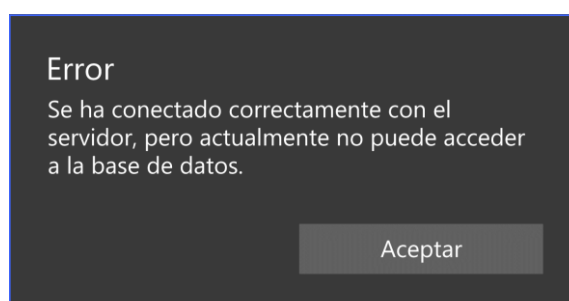 Error
Se ha conectado correctamente con el
servidor, pero actualmente no puede acceder
a la base de datos.
Aceptar